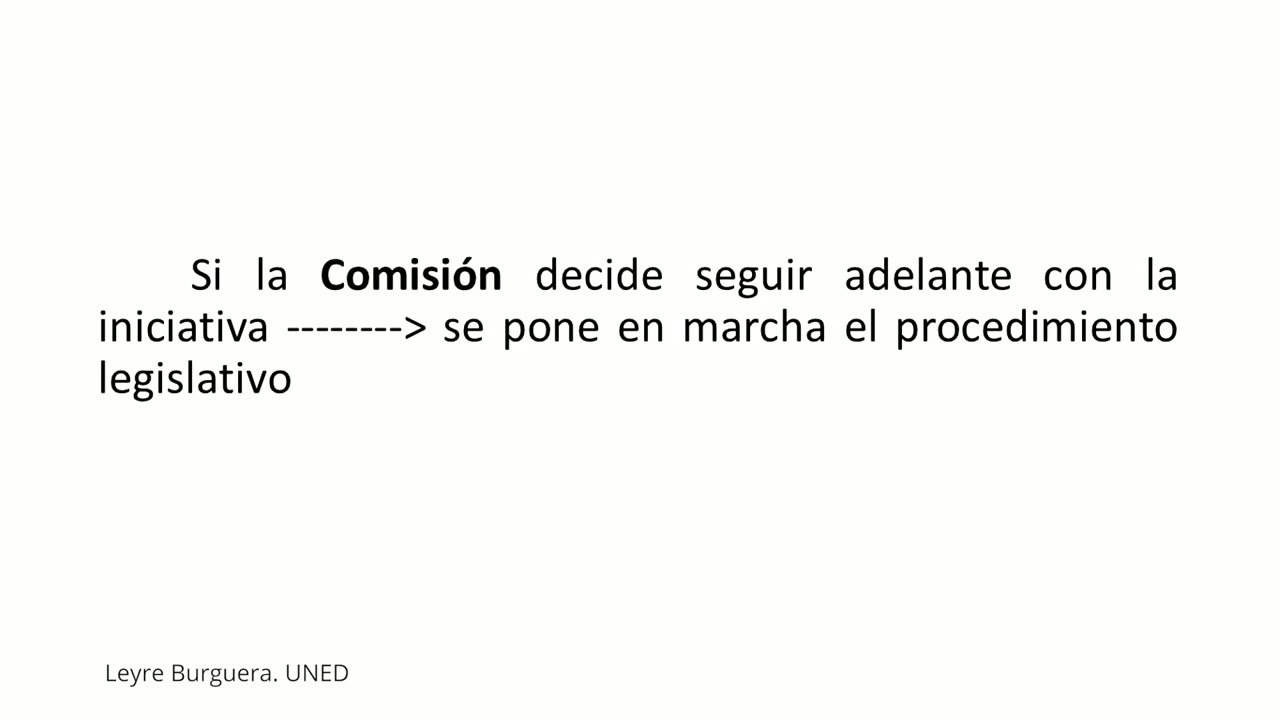 Si la Comisión decide seguir adelante con la
iniciativa --------> se pone en marcha el procedimiento
legislativo
Leyre Burguera. UNED